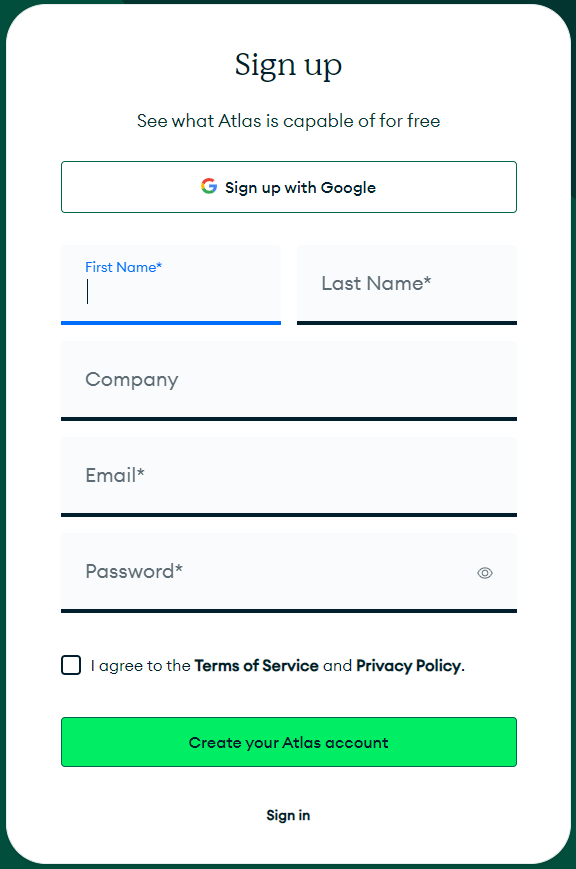 Sign up
See what Atlas is capable of for free
Sign up with Google
First Name*
Last Name*
Company
Email*
Password*
I agree to the Terms of Service and Privacy Policy.
Create your Atlas account
Sign in